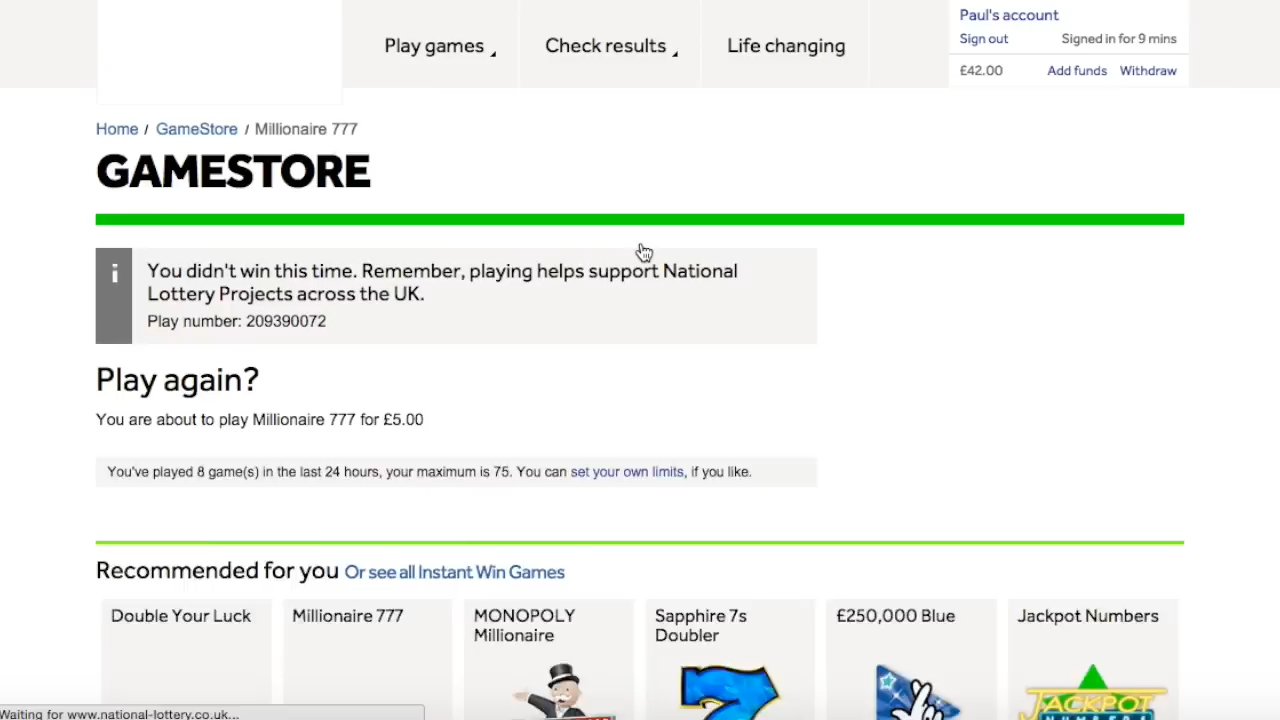 Play games
Check results
Life changing
Paul's account
Sign out
Signed in for 9 mins
£42.00
Add funds
Withdraw
Home / GameStore / Millionaire 777
GAMESTORE
i
You didn't win this time. Remember, playing helps support National
Lottery Projects across the UK.
Play number: 209390072
Play again?
You are about to play Millionaire 777 for £5.00
You've played 8 game(s) in the last 24 hours, your maximum is 75. You can set your own limits, if you like.
Recommended for you Or see all Instant Win Games
Double Your Luck
Millionaire 777
MONOPOLY
Millionaire
Sapphire 7s
Doubler
£250,000 Blue
Jackpot Numbers
7
JACKPOT
NUMBERS
Waiting for www.national-lottery.co.uk...